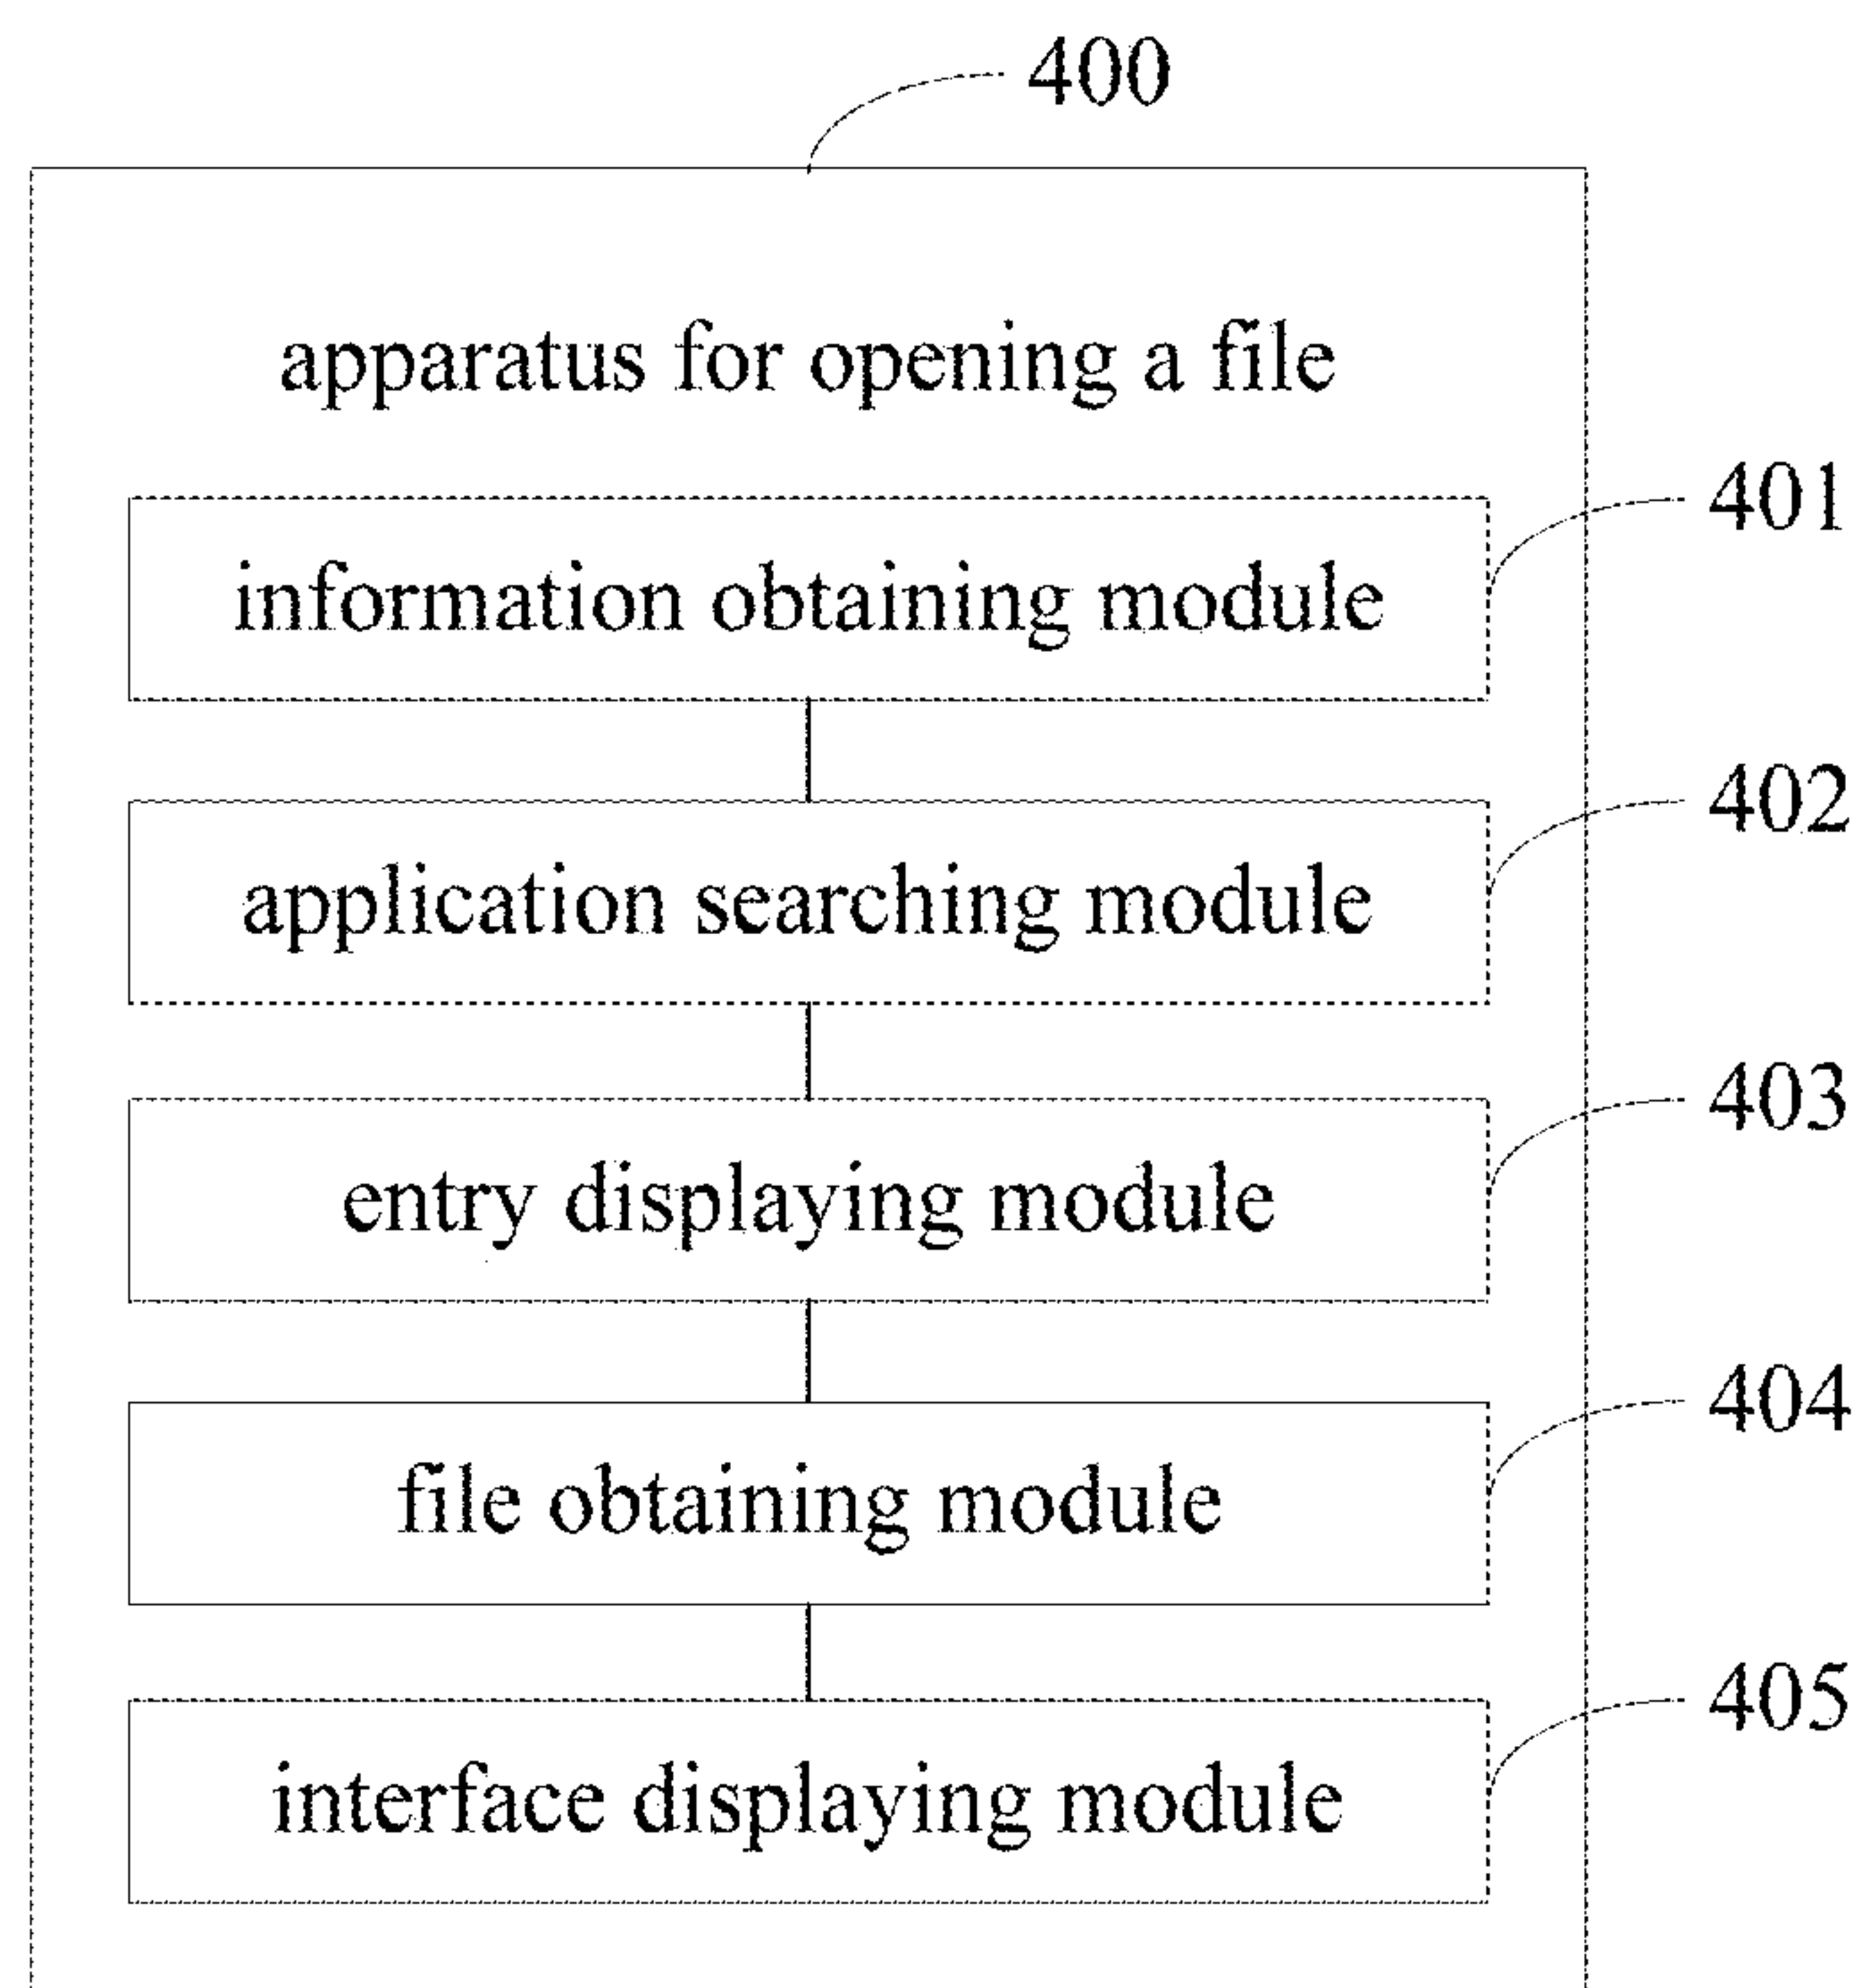 400
apparatus for opening a file
401
information obtaining module
402
application searching module
403
entry displaying module
404
file obtaining module
405
interface displaying module